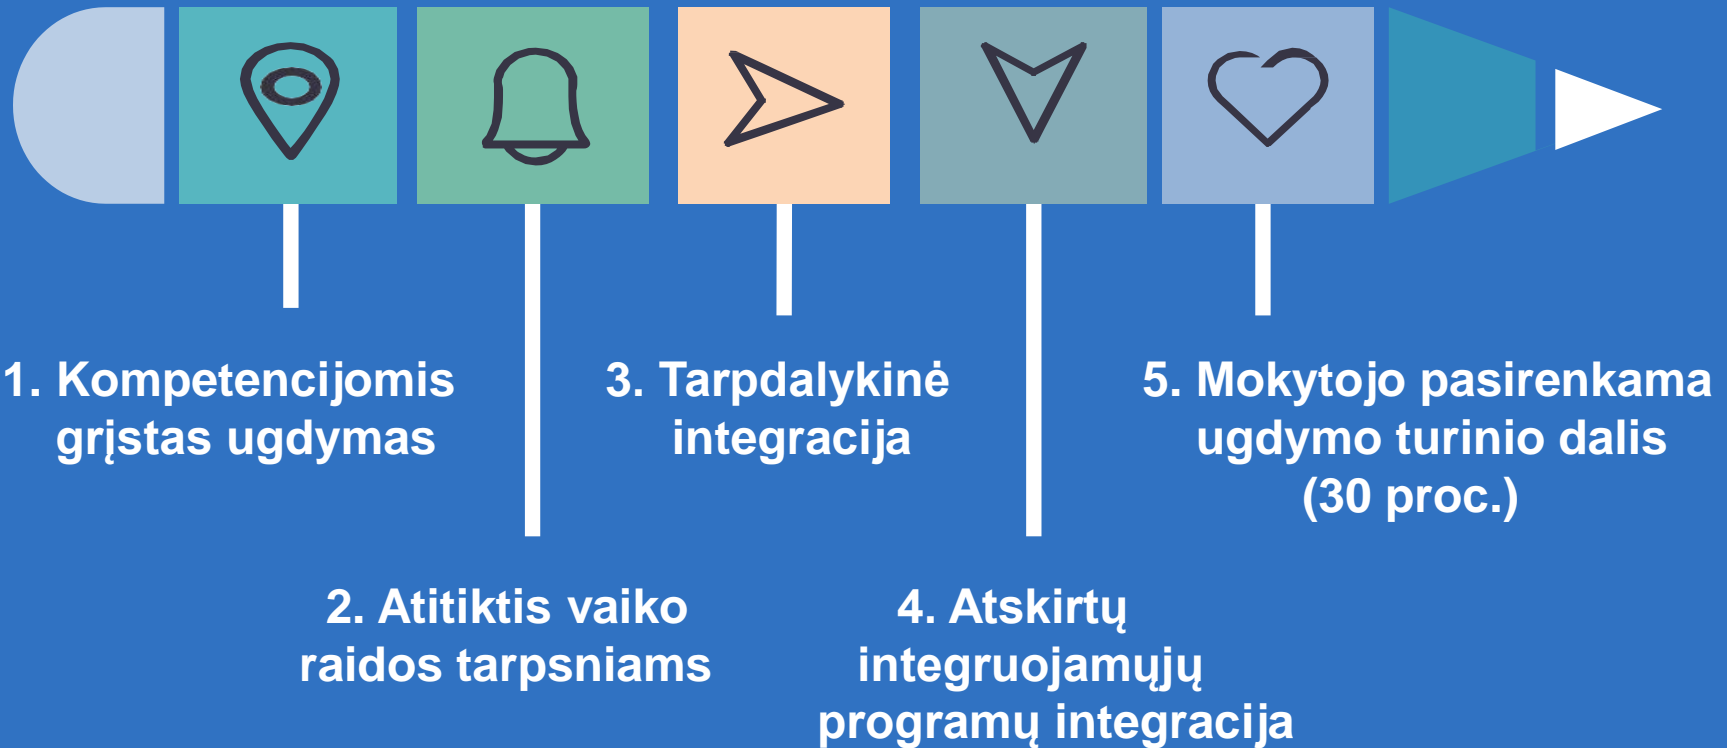 1. Kompetencijomis
grįstas ugdymas
2. Atitiktis vaiko
raidos tarpsniams
3. Tarpdalykinė
integracija
4. Atskirtų
integruojamųjų
programų integracija
5. Mokytojo pasirenkama
ugdymo turinio dalis
(30 proc.)